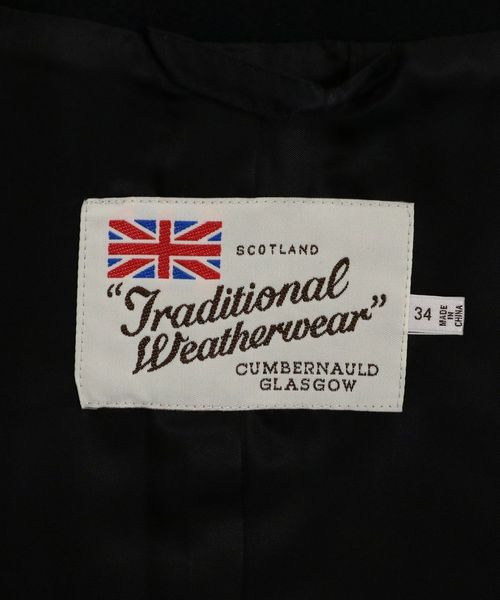 SCOTLAND
"Traditional
Weatherwear"
CUMBERNAULD
GLASGOW
34
MADE
IN
CHINA